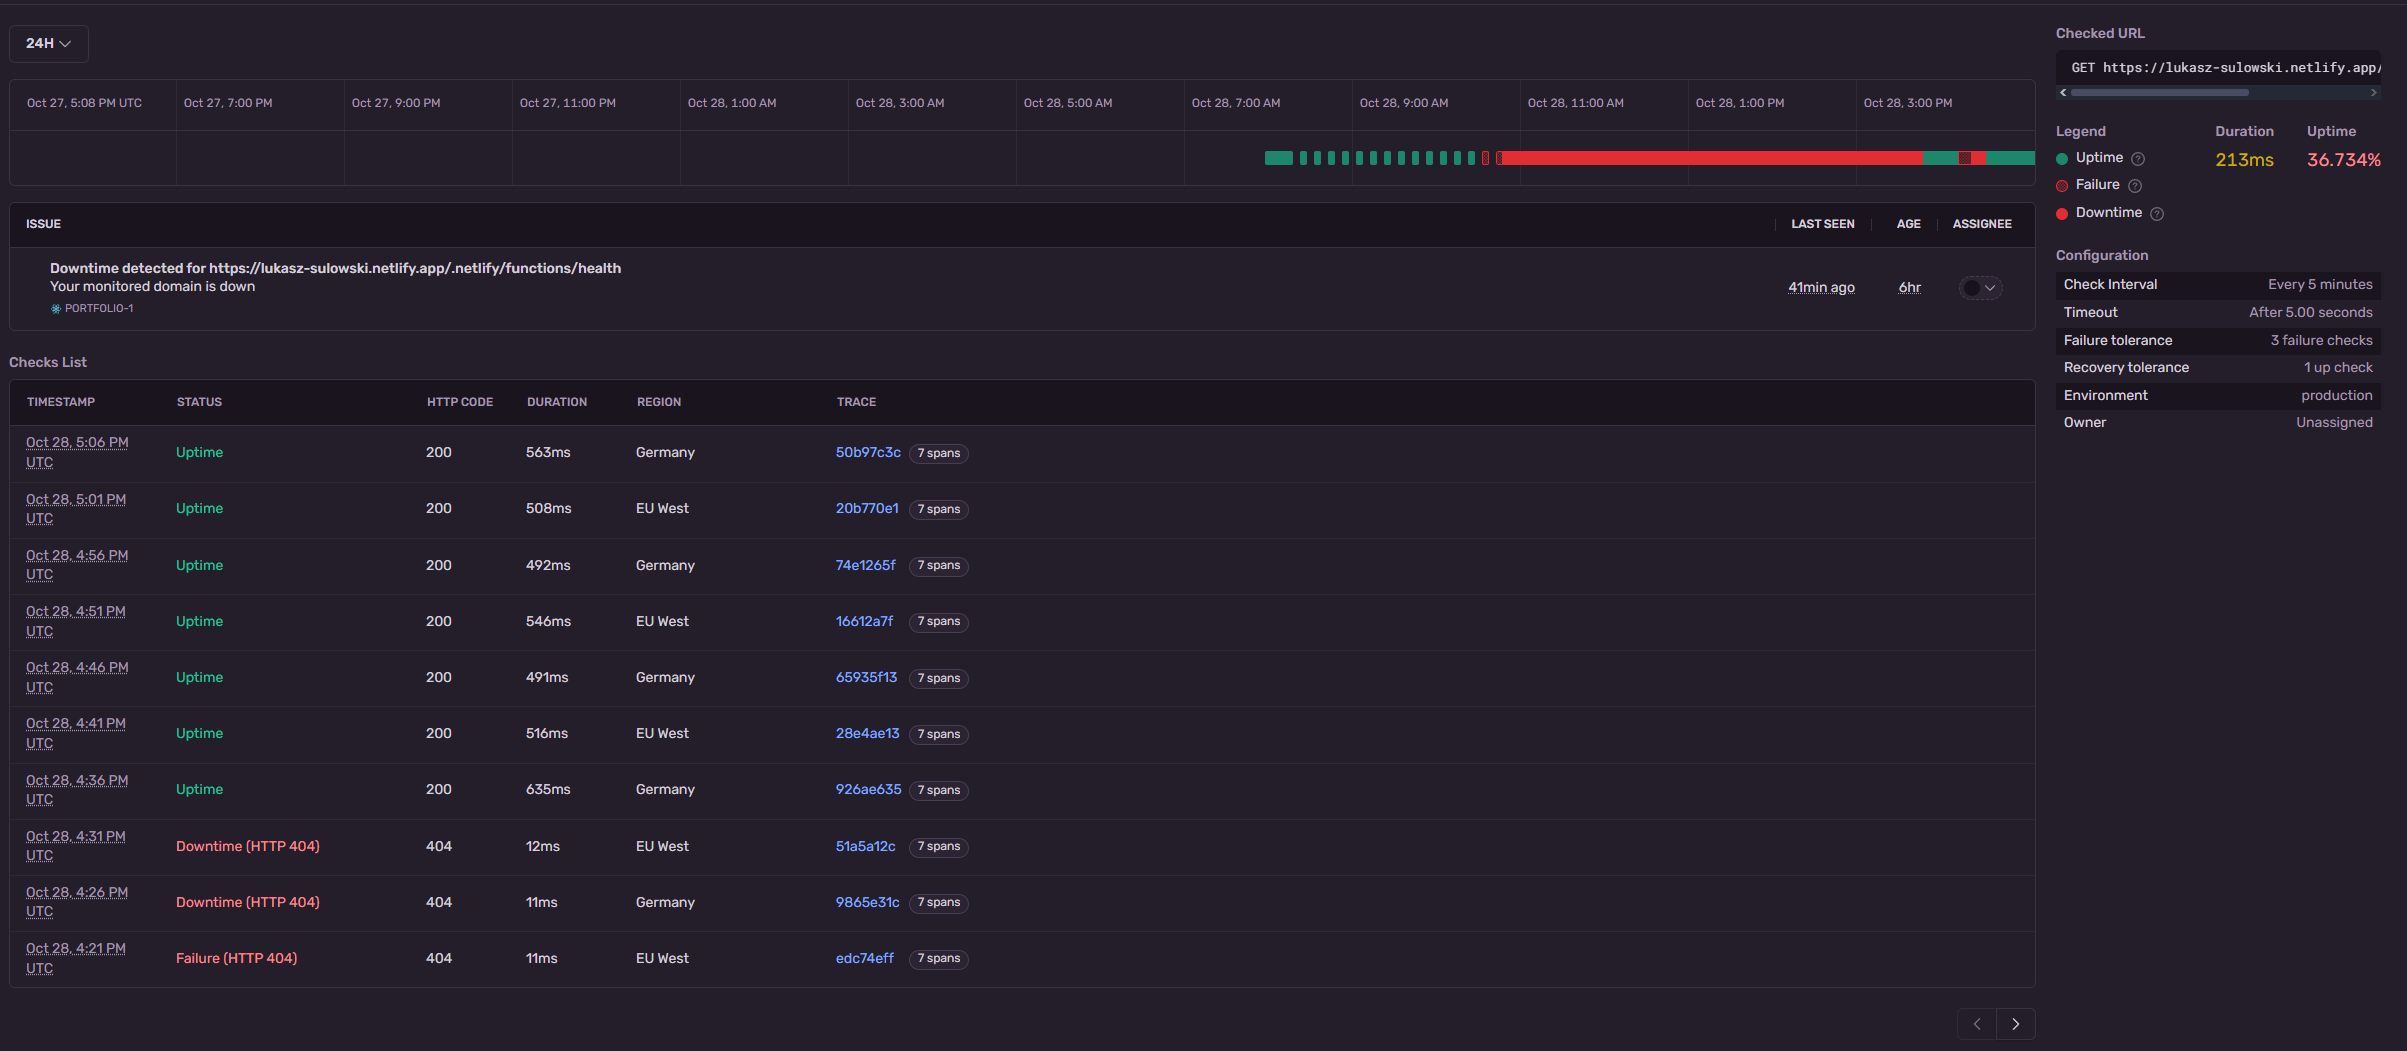 24H
Oct 27, 5:08 PM UTC
Oct 27, 7:00 PM
Oct 27, 9:00 PM
Oct 27, 11:00 PM
Oct 28, 1:00 AM
Oct 28, 3:00 AM
Oct 28, 5:00 AM
Oct 28, 7:00 AM
Oct 28, 9:00 AM
Oct 28, 11:00 AM
Oct 28, 1:00 PM
Oct 28, 3:00 PM
ISSUE LAST SEEN AGE ASSIGNEE
Downtime detected for https://lukasz-sulowski.netlify.app/.netlify/functions/health
Your monitored domain is down
PORTFOLIO-1
41min ago 6hr
Checks List
TIMESTAMP STATUS HTTP CODE DURATION REGION TRACE
Oct 28, 5:06 PM
UTC
Uptime 200 563ms Germany 50b97c3c 7 spans
Oct 28, 5:01 PM
UTC
Uptime 200 508ms EU West 20b770e1 7 spans
Oct 28, 4:56 PM
UTC
Uptime 200 492ms Germany 74e1265f 7 spans
Oct 28, 4:51 PM
UTC
Uptime 200 546ms EU West 16612a7f 7 spans
Oct 28, 4:46 PM
UTC
Uptime 200 491ms Germany 65935f13 7 spans
Oct 28, 4:41 PM
UTC
Uptime 200 516ms EU West 28e4ae13 7 spans
Oct 28, 4:36 PM
UTC
Uptime 200 635ms Germany 926ae635 7 spans
Oct 28, 4:31 PM
UTC
Downtime (HTTP 404) 404 12ms EU West 51a5a12c 7 spans
Oct 28, 4:26 PM
UTC
Downtime (HTTP 404) 404 11ms Germany 9865e31c 7 spans
Oct 28, 4:21 PM
UTC
Failure (HTTP 404) 404 11ms EU West edc74eff 7 spans
Checked URL
GET https://lukasz-sulowski.netlify.app/
Legend Duration Uptime
Uptime 213ms 36.734%
Failure
Downtime
Configuration
Check Interval Every 5 minutes
Timeout After 5.00 seconds
Failure tolerance 3 failure checks
Recovery tolerance 1 up check
Environment production
Owner Unassigned